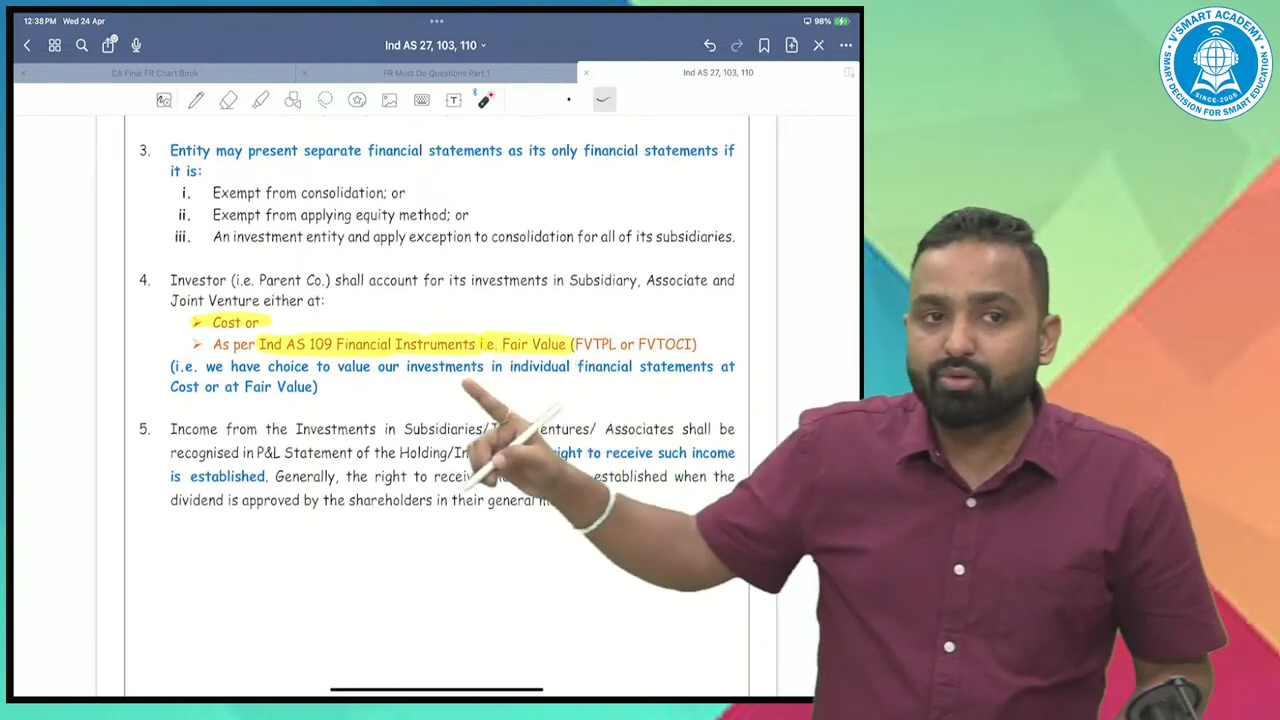 12:38 PM Wed 24 Apr
98%
Ind AS 27, 103, 110
CA Final FR Chart Book
FR Must Do Questions Part 1
Ind AS 27, 103, 110
3. Entity may present separate financial statements as its only financial statements if
it is:
i. Exempt from consolidation; or
ii. Exempt from applying equity method; or
iii. An investment entity and apply exception to consolidation for all of its subsidiaries.
4. Investor (i.e. Parent Co.) shall account for its investments in Subsidiary, Associate and
Joint Venture either at:
➢ Cost or
➢ As per Ind AS 109 Financial Instruments i.e. Fair Value (FVTPL or FVTOCI)
(i.e. we have choice to value our investments in individual financial statements at
Cost or at Fair Value)
5. Income from the Investments in Subsidiaries/ entures/ Associates shall be
recognised in P&L Statement of the Holding/In ight to receive such income
is established. Generally, the right to recei established when the
dividend is approved by the shareholders in their general
V'SMART ACADEMY
SMART DECISION FOR SMART EDUCATION
SINCE-2008